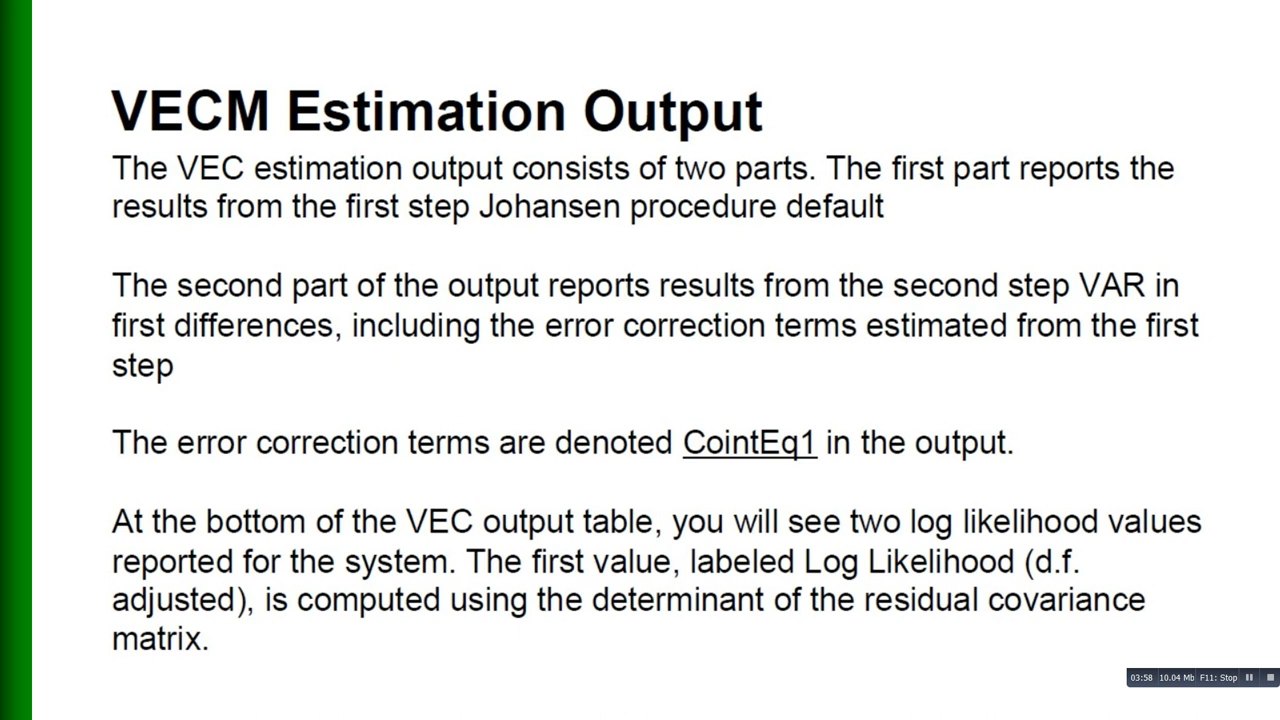 VECM Estimation Output
The VEC estimation output consists of two parts. The first part reports the
results from the first step Johansen procedure default
The second part of the output reports results from the second step VAR in
first differences, including the error correction terms estimated from the first
step
The error correction terms are denoted CointEq1 in the output.
At the bottom of the VEC output table, you will see two log likelihood values
reported for the system. The first value, labeled Log Likelihood (d.f.
adjusted), is computed using the determinant of the residual covariance
matrix.
03:58 10.04 Mb F11: Stop